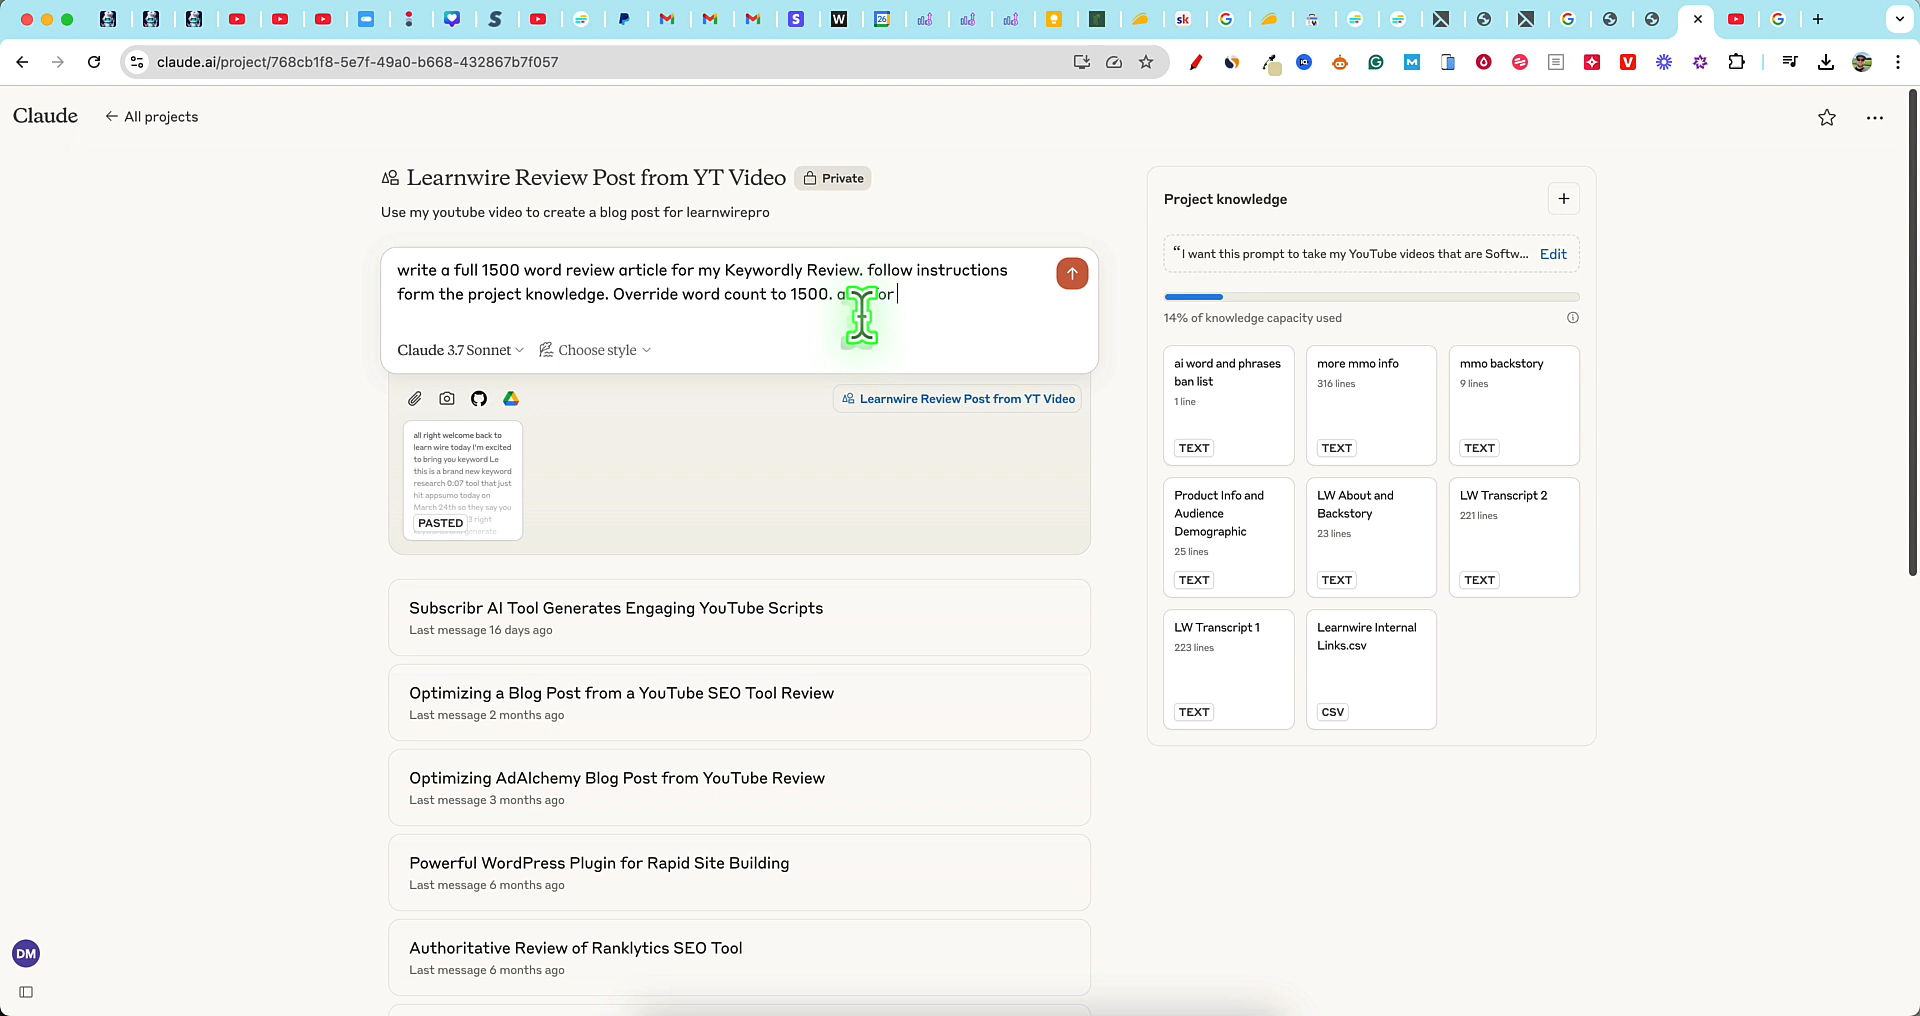 claude.ai/project/768cb1f8-5e7f-49a0-b668-432867b7f057
Claude
← All projects
Learnwire Review Post from YT Video
Private
Use my youtube video to create a blog post for learnwirepro
write a full 1500 word review article for my Keywordly Review. follow instructions
form the project knowledge. Override word count to 1500.
Claude 3.7 Sonnet
Choose style
Learnwire Review Post from YT Video
all right welcome back to
learn wire today I'm excited
to bring you keyword Le
this is a brand new keyword
research 0:07 tool that just
hit appsumo today on
March 24th so they say you
PASTED
3 right
generate
Subscribr AI Tool Generates Engaging YouTube Scripts
Last message 16 days ago
Optimizing a Blog Post from a YouTube SEO Tool Review
Last message 2 months ago
Optimizing AdAlchemy Blog Post from YouTube Review
Last message 3 months ago
Powerful WordPress Plugin for Rapid Site Building
Last message 6 months ago
Authoritative Review of Ranklytics SEO Tool
Last message 6 months ago
DM
Project knowledge
“I want this prompt to take my YouTube videos that are Softw...
Edit
14% of knowledge capacity used
ai word and phrases
ban list
1 line
TEXT
more mmo info
316 lines
TEXT
mmo backstory
9 lines
TEXT
Product Info and
Audience
Demographic
25 lines
TEXT
LW About and
Backstory
23 lines
TEXT
LW Transcript 2
221 lines
TEXT
LW Transcript 1
223 lines
TEXT
Learnwire Internal
Links.csv
CSV